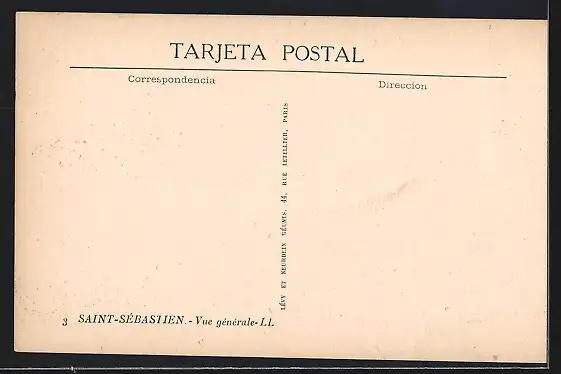 TARJETA POSTAL
Correspondencia
Direccion
LÉVY ET NEURDEIN RÉUNIS, 44, RUE LETELLIER, PARIS
3 SAINT-SÉBASTIEN. - Vue générale - LL